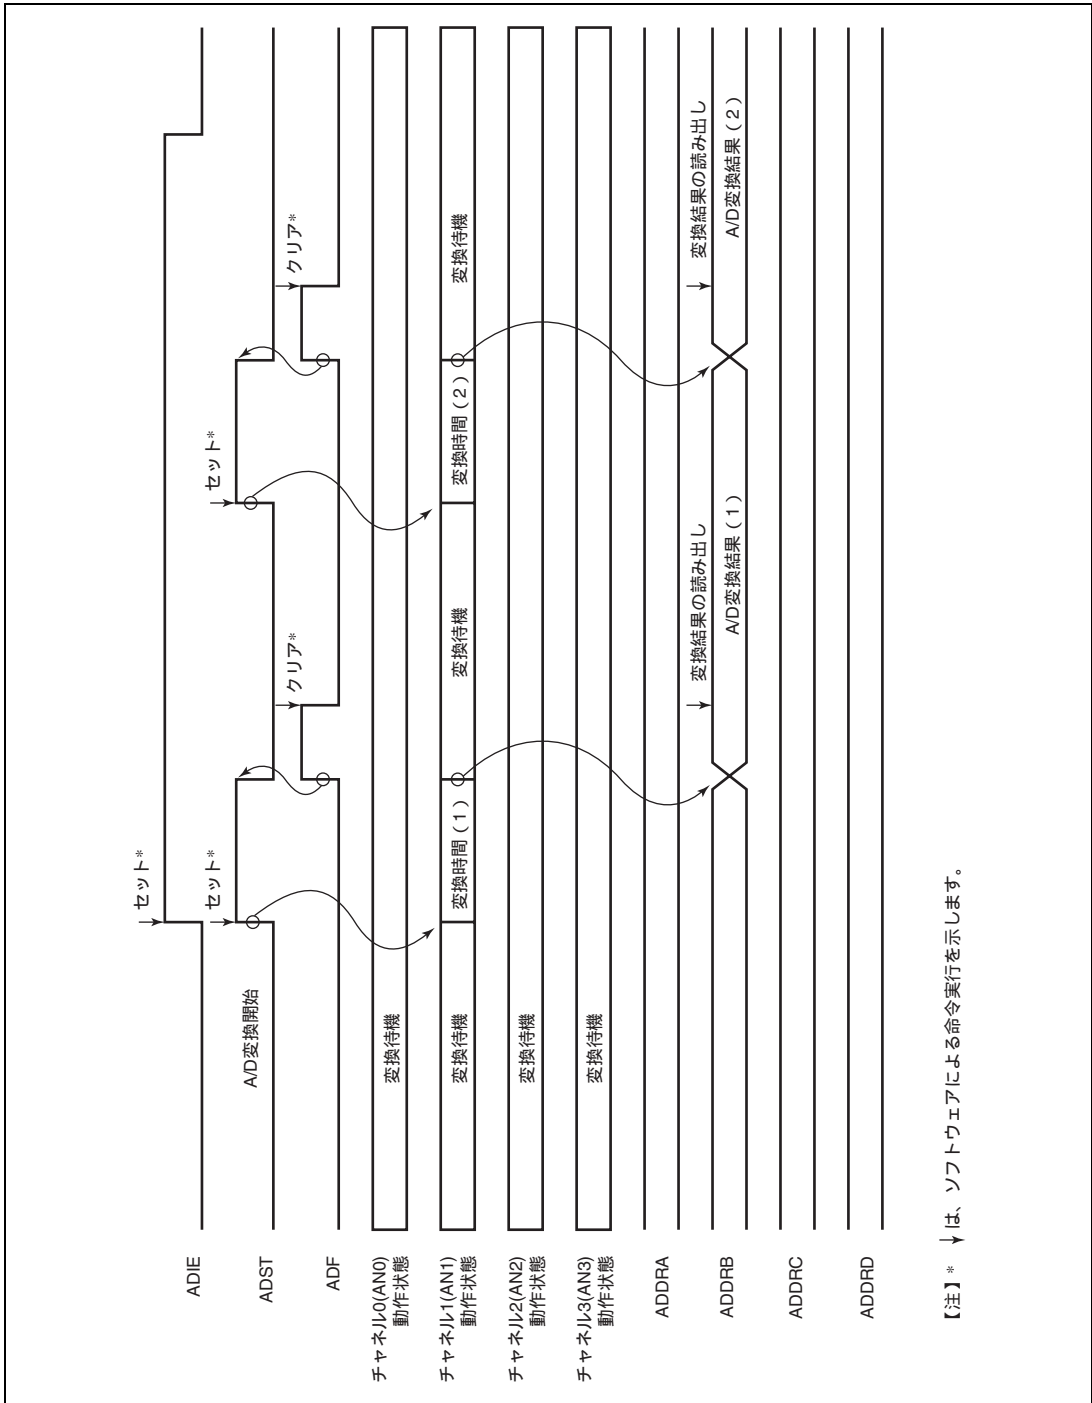 ADIE
セット*
ADST
A/D変換開始
セット*
セット*
ADF
クリア*
クリア*
チャネル0(AN0)
動作状態
変換待機
チャネル1(AN1)
動作状態
変換待機
変換時間(1)
変換待機
変換時間(2)
変換待機
チャネル2(AN2)
動作状態
変換待機
チャネル3(AN3)
動作状態
変換待機
ADDRA
変換結果の読み出し
変換結果の読み出し
ADDRB
A/D変換結果(1)
A/D変換結果(2)
ADDRC
ADDRD
【注】* ↓は、ソフトウェアによる命令実行を示します。